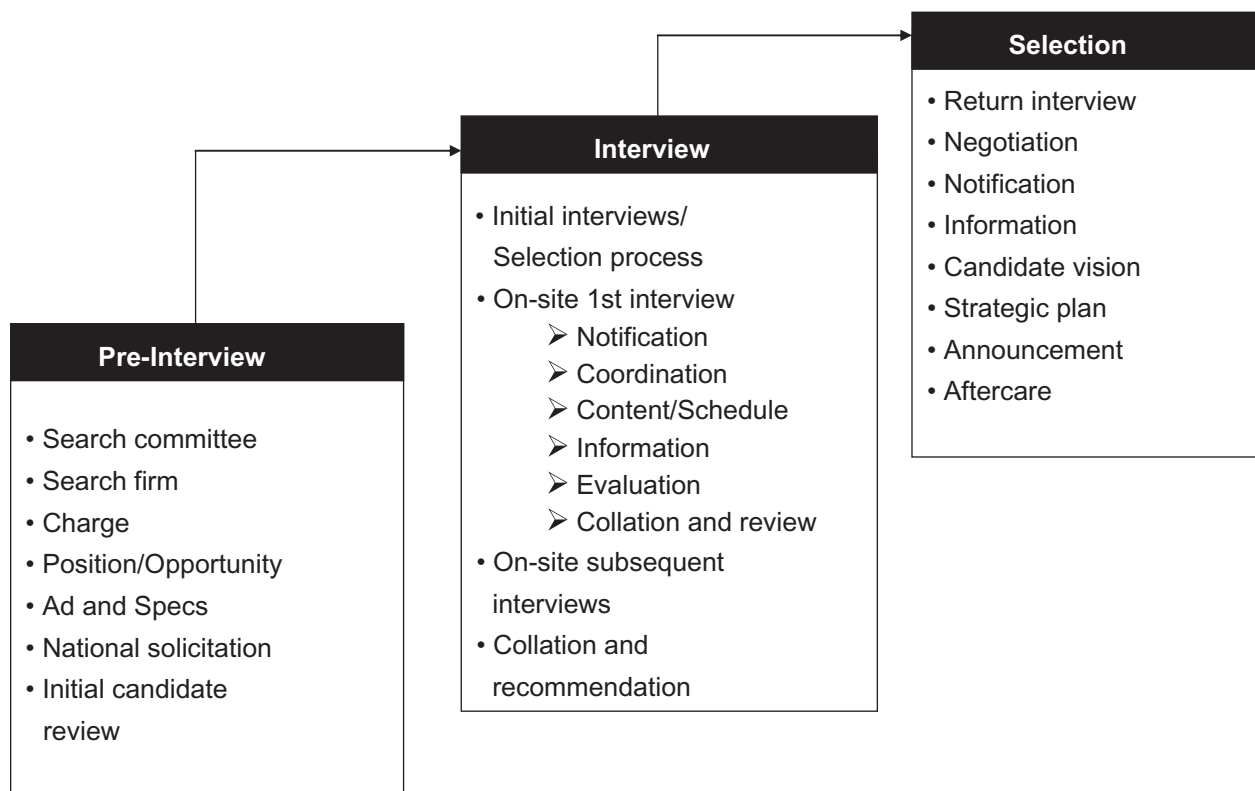 Pre-Interview
• Search committee
• Search firm
• Charge
• Position/Opportunity
• Ad and Specs
• National solicitation
• Initial candidate
review
Interview
• Initial interviews/
Selection process
• On-site 1st interview
➢ Notification
➢ Coordination
➢ Content/Schedule
➢ Information
➢ Evaluation
➢ Collation and review
• On-site subsequent
interviews
• Collation and
recommendation
Selection
• Return interview
• Negotiation
• Notification
• Information
• Candidate vision
• Strategic plan
• Announcement
• Aftercare